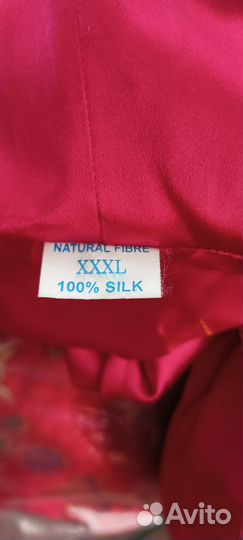 NATURAL FIBRE
XXXL
100% SILK
Avito